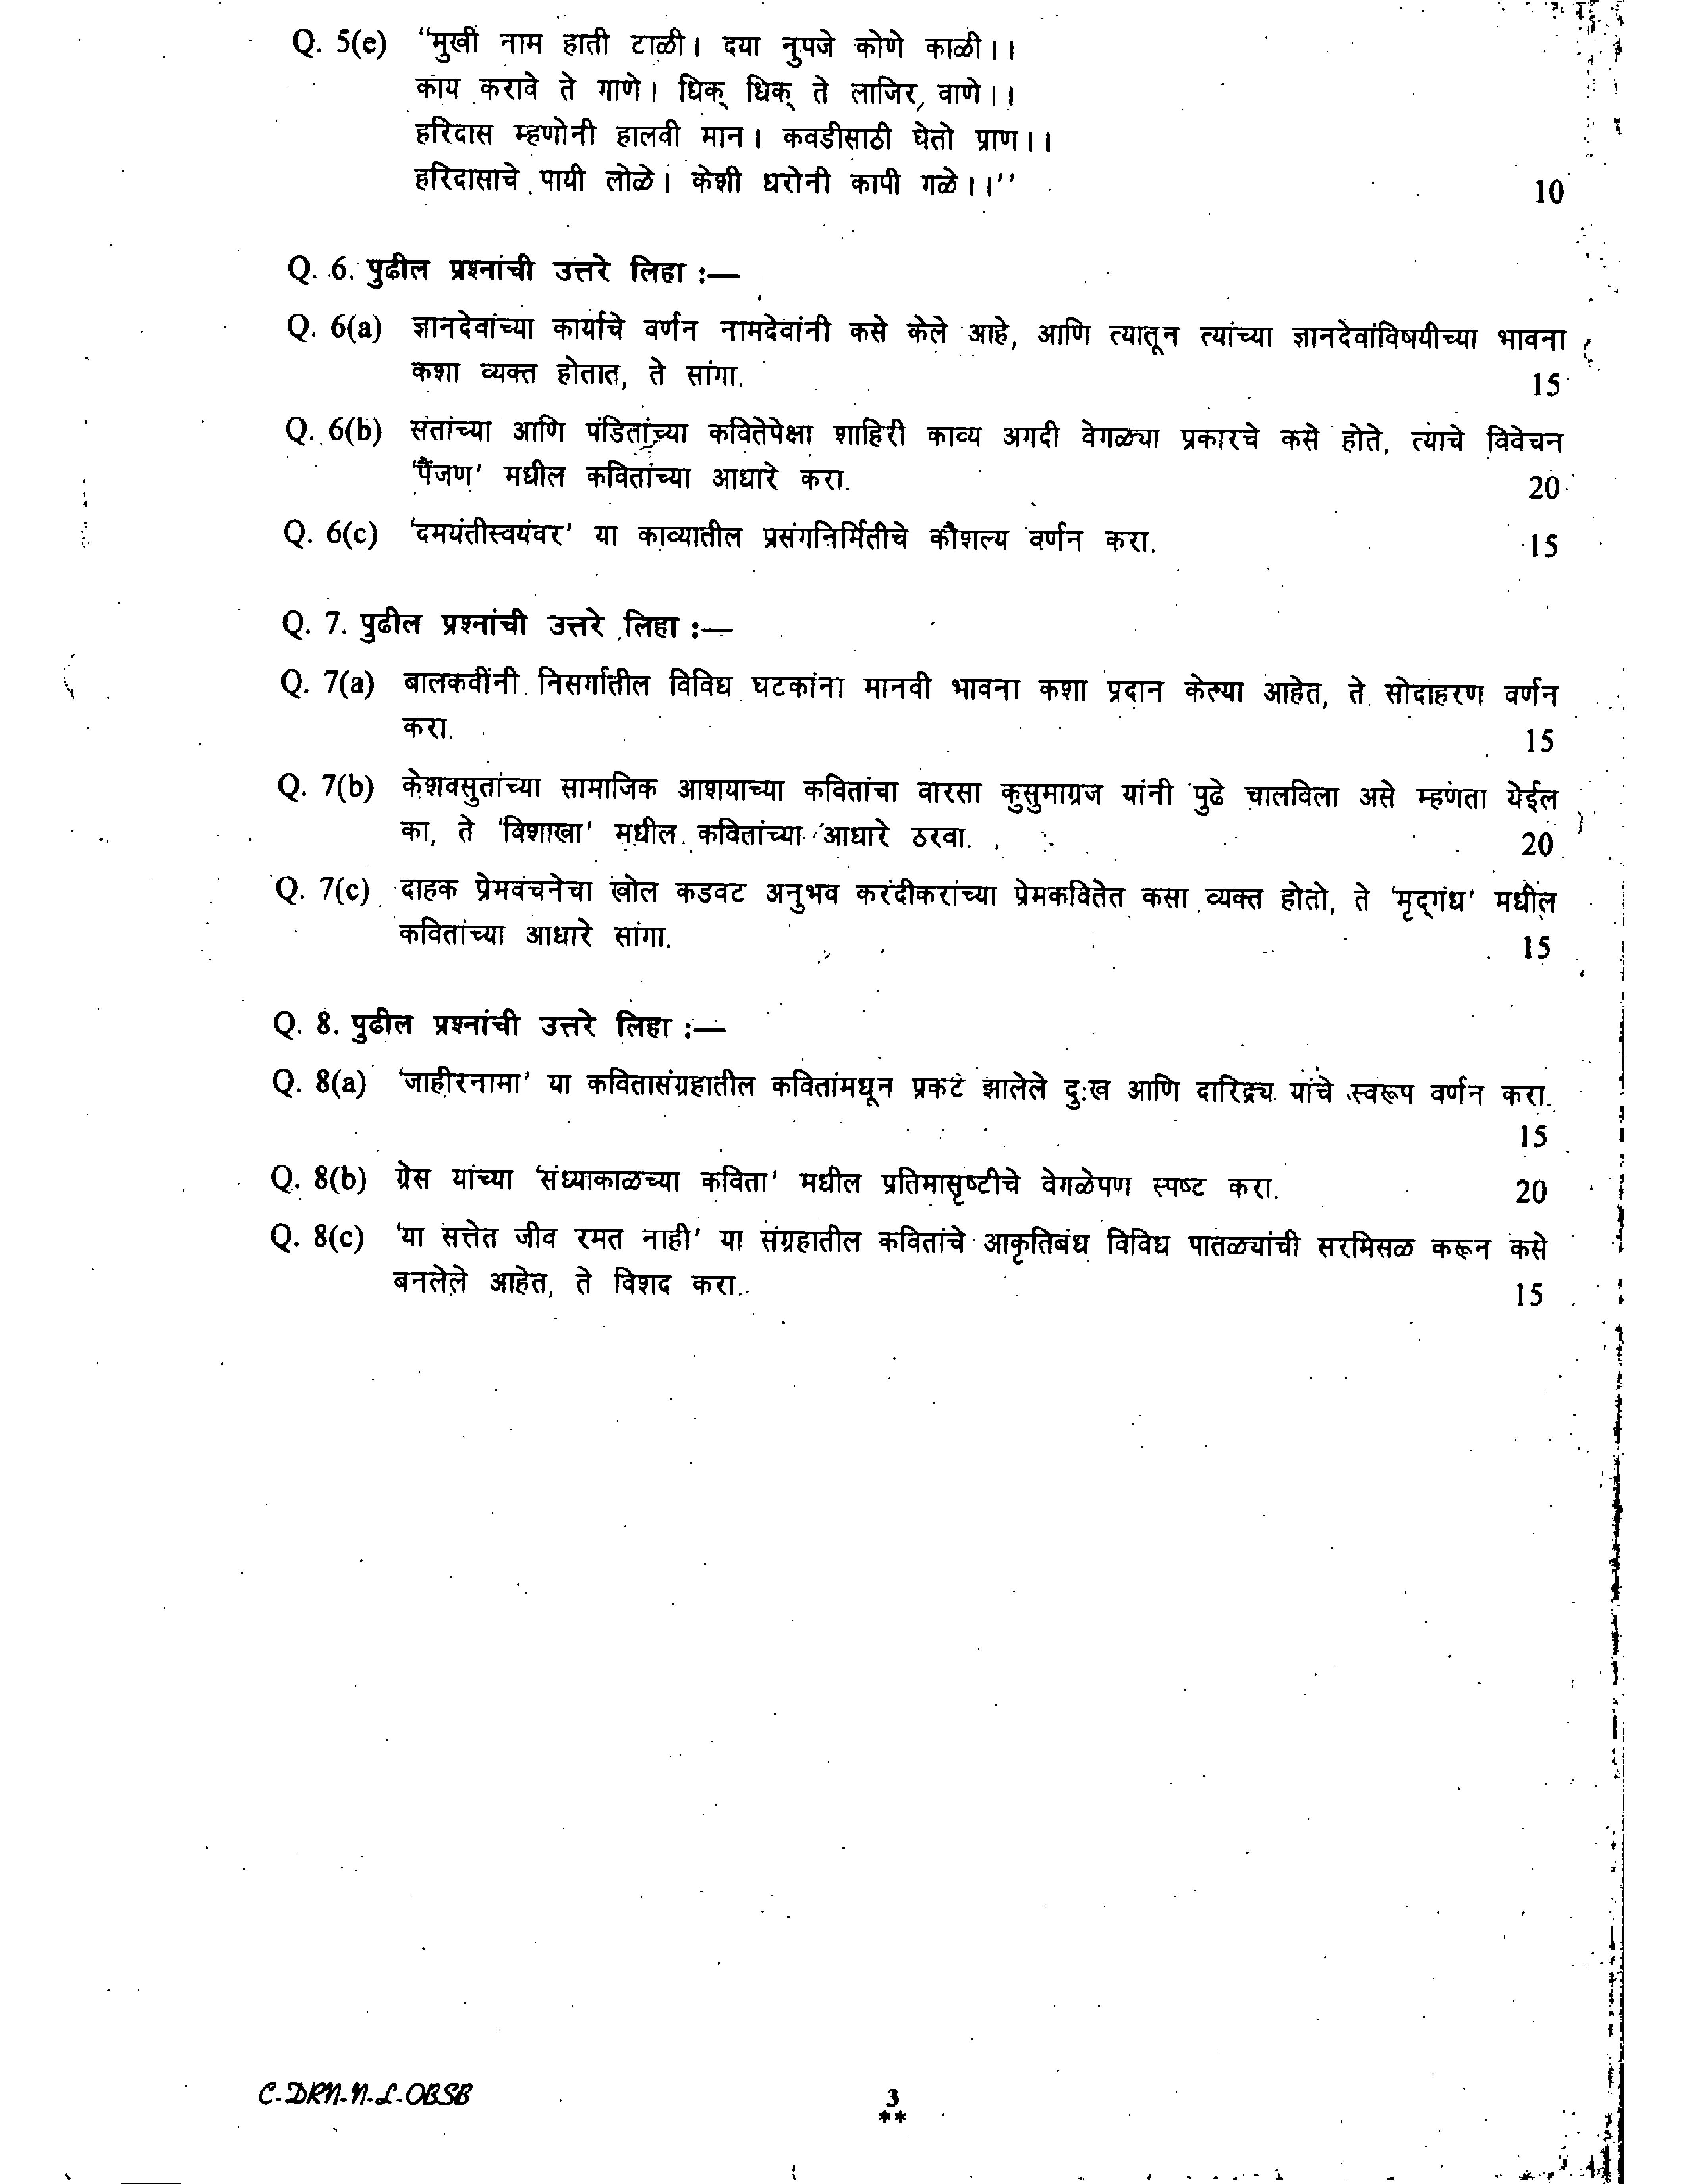 Q. 5(e) “मुखी नाम हाती टाळी। दया नुपजे कोणे काळी।।
काय करावे ते गाणे। धिक् धिक् ते लाजिर वाणे।।
हरिदास म्हणोनी हालवी मान। कवडीसाठी घेतो प्राण।।
हरिदासाचे पायी लोळे। केशी धरोनी कापी गळे।।’’ 10
Q. 6. पुढील प्रश्नांची उत्तरे लिहा :—
Q. 6(a) ज्ञानदेवांच्या कार्याचे वर्णन नामदेवांनी कसे केले आहे, आणि त्यातून त्यांच्या ज्ञानदेवांविषयीच्या भावना
कशा व्यक्त होतात, ते सांगा. 15
Q. 6(b) संतांच्या आणि पंडितांच्या कवितेपेक्षा शाहिरी काव्य अगदी वेगळ्या प्रकारचे कसे होते, त्याचे विवेचन
‘पैंजण’ मधील कवितांच्या आधारे करा. 20
Q. 6(c) ‘दमयंतीस्वयंवर’ या काव्यातील प्रसंगनिर्मितीचे कौशल्य वर्णन करा. 15
Q. 7. पुढील प्रश्नांची उत्तरे लिहा :—
Q. 7(a) बालकवींनी निसर्गातील विविध घटकांना मानवी भावना कशा प्रदान केल्या आहेत, ते सोदाहरण वर्णन
करा. 15
Q. 7(b) केशवसुतांच्या सामाजिक आशयाच्या कवितांचा वारसा कुसुमाग्रज यांनी पुढे चालविला असे म्हणता येईल
का, ते ‘विशाखा’ मधील कवितांच्या आधारे ठरवा. 20
Q. 7(c) दाहक प्रेमवंचनेचा खोल कडवट अनुभव करंदीकरांच्या प्रेमकवितेत कसा व्यक्त होतो, ते ‘मृद्‌गंध’ मधील
कवितांच्या आधारे सांगा. 15
Q. 8. पुढील प्रश्नांची उत्तरे लिहा :—
Q. 8(a) ‘जाहीरनामा’ या कवितासंग्रहातील कवितांमधून प्रकट झालेले दुःख आणि दारिद्र्य यांचे स्वरूप वर्णन करा.
15
Q. 8(b) ग्रेस यांच्या ‘संध्याकाळच्या कविता’ मधील प्रतिमासृष्टीचे वेगळेपण स्पष्ट करा. 20
Q. 8(c) ‘या सत्तेत जीव रमत नाही’ या संग्रहातील कवितांचे आकृतिबंध विविध पातळ्यांची सरमिसळ करून कसे
बनलेले आहेत, ते विशद करा. 15
C-DRN-N-L-OBSB 3
**